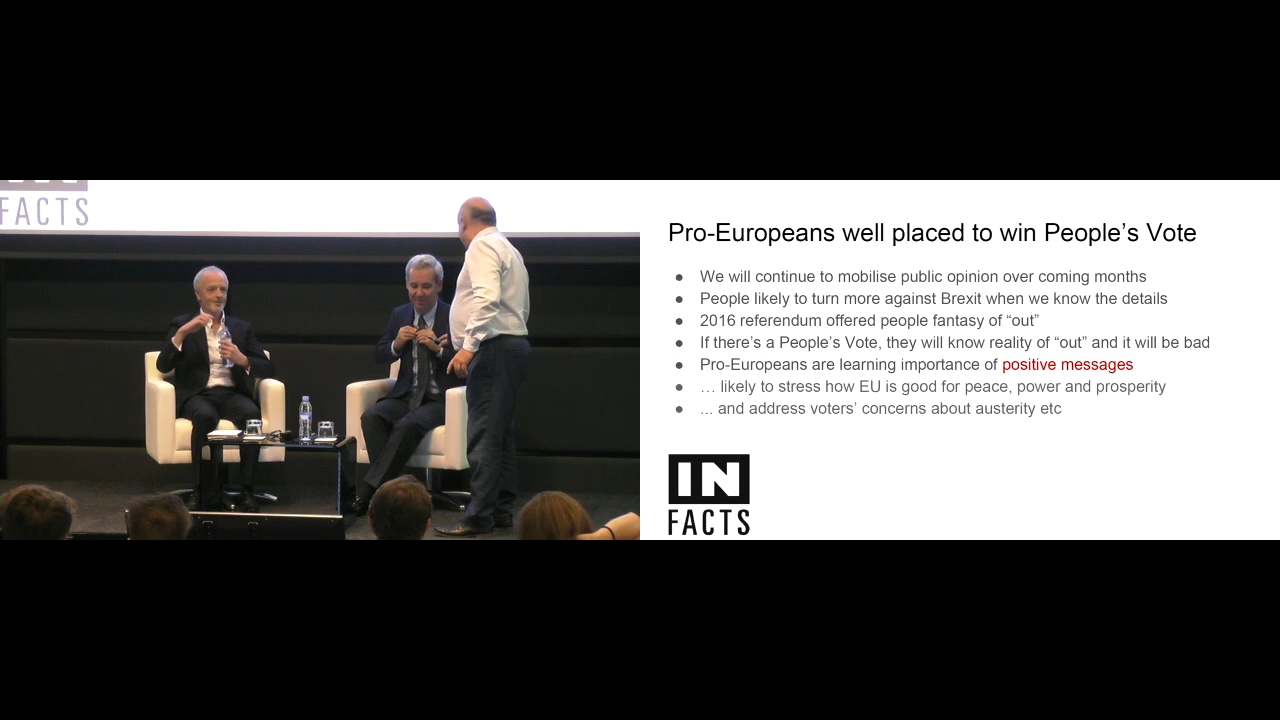 IN
FACTS
Pro-Europeans well placed to win People’s Vote
● We will continue to mobilise public opinion over coming months
● People likely to turn more against Brexit when we know the details
● 2016 referendum offered people fantasy of “out”
● If there’s a People’s Vote, they will know reality of “out” and it will be bad
● Pro-Europeans are learning importance of positive messages
● … likely to stress how EU is good for peace, power and prosperity
● ... and address voters’ concerns about austerity etc
IN
FACTS